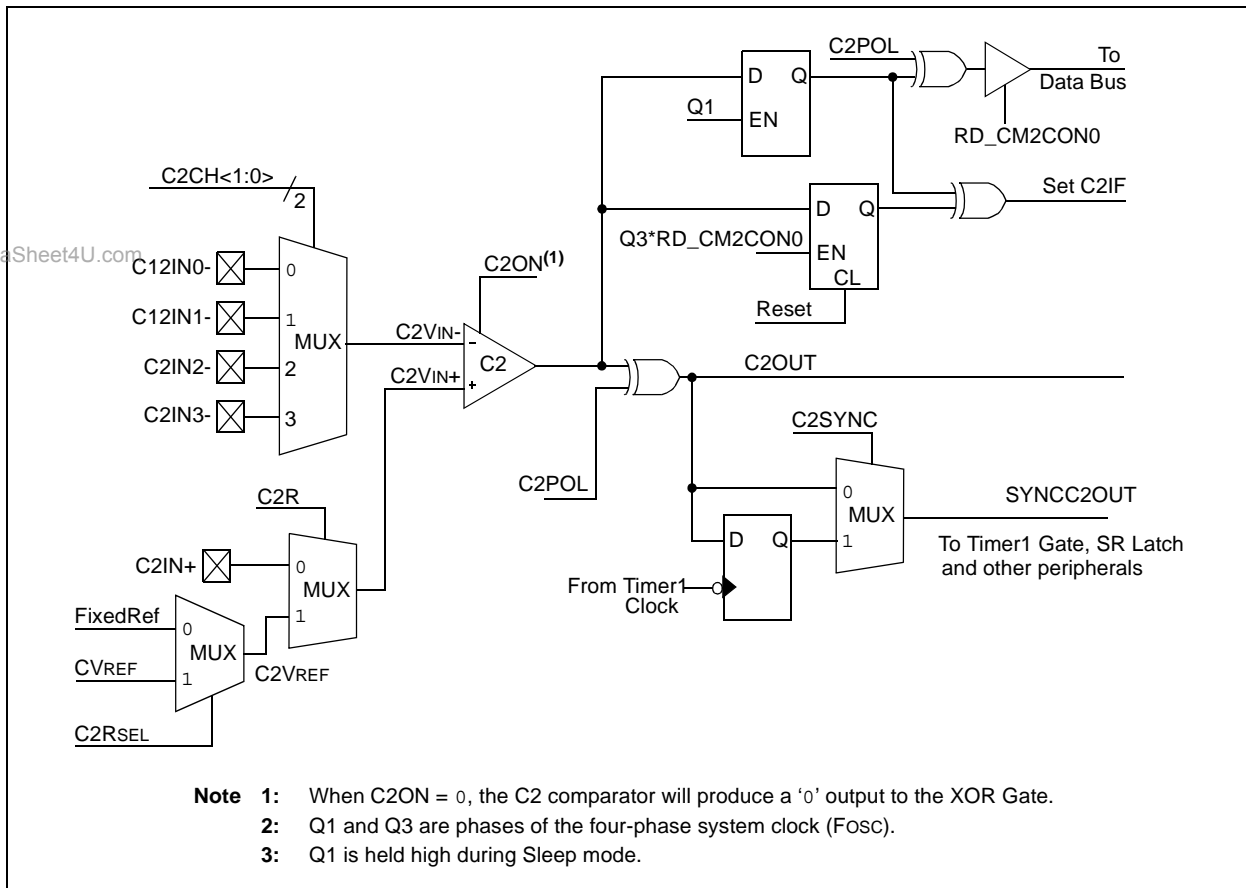 C2POL
To
Data Bus
D Q
Q1
EN
RD_CM2CON0
C2CH<1:0>
2
Set C2IF
D Q
Q3*RD_CM2CON0
EN
CL
Reset
aSheet4U.com
C12IN0-
0
C2ON(1)
C12IN1-
1
MUX
C2VIN-
-
C2
C2IN2-
2
C2VIN+
+
C2OUT
C2IN3-
3
C2SYNC
C2POL
0
MUX
SYNCC2OUT
D Q
1
To Timer1 Gate, SR Latch
and other peripherals
From Timer1
Clock
C2R
C2IN+
0
MUX
1
FixedRef
0
MUX
CVREF
1
C2VREF
C2RSEL
Note 1: When C2ON = 0, the C2 comparator will produce a ‘0’ output to the XOR Gate.
2: Q1 and Q3 are phases of the four-phase system clock (FOSC).
3: Q1 is held high during Sleep mode.